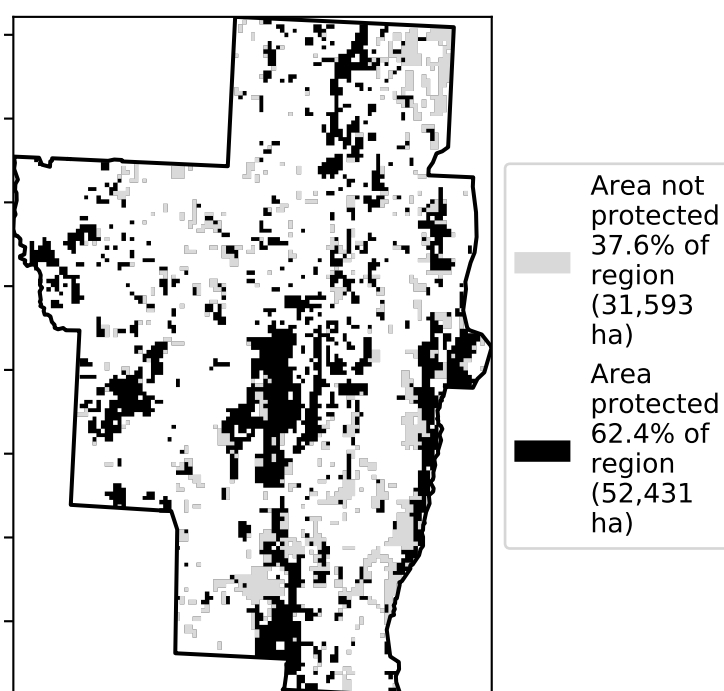 Area not
protected
37.6% of
region
(31,593
ha)
Area
protected
62.4% of
region
(52,431
ha)